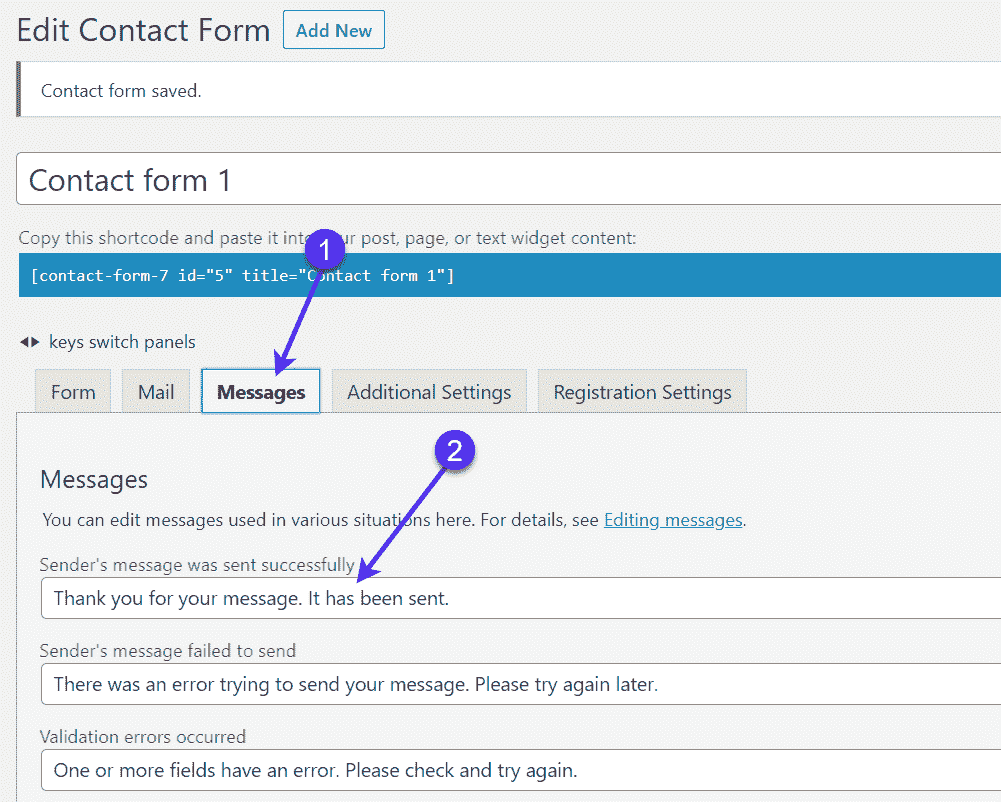 Edit Contact Form Add New
Contact form saved.
Contact form 1
Copy this shortcode and paste it into your post, page, or text widget content:
1
[contact-form-7 id="5" title="Contact form 1"]
keys switch panels
Form Mail Messages Additional Settings Registration Settings
2
Messages
You can edit messages used in various situations here. For details, see Editing messages.
Sender's message was sent successfully
Thank you for your message. It has been sent.
Sender's message failed to send
There was an error trying to send your message. Please try again later.
Validation errors occurred
One or more fields have an error. Please check and try again.